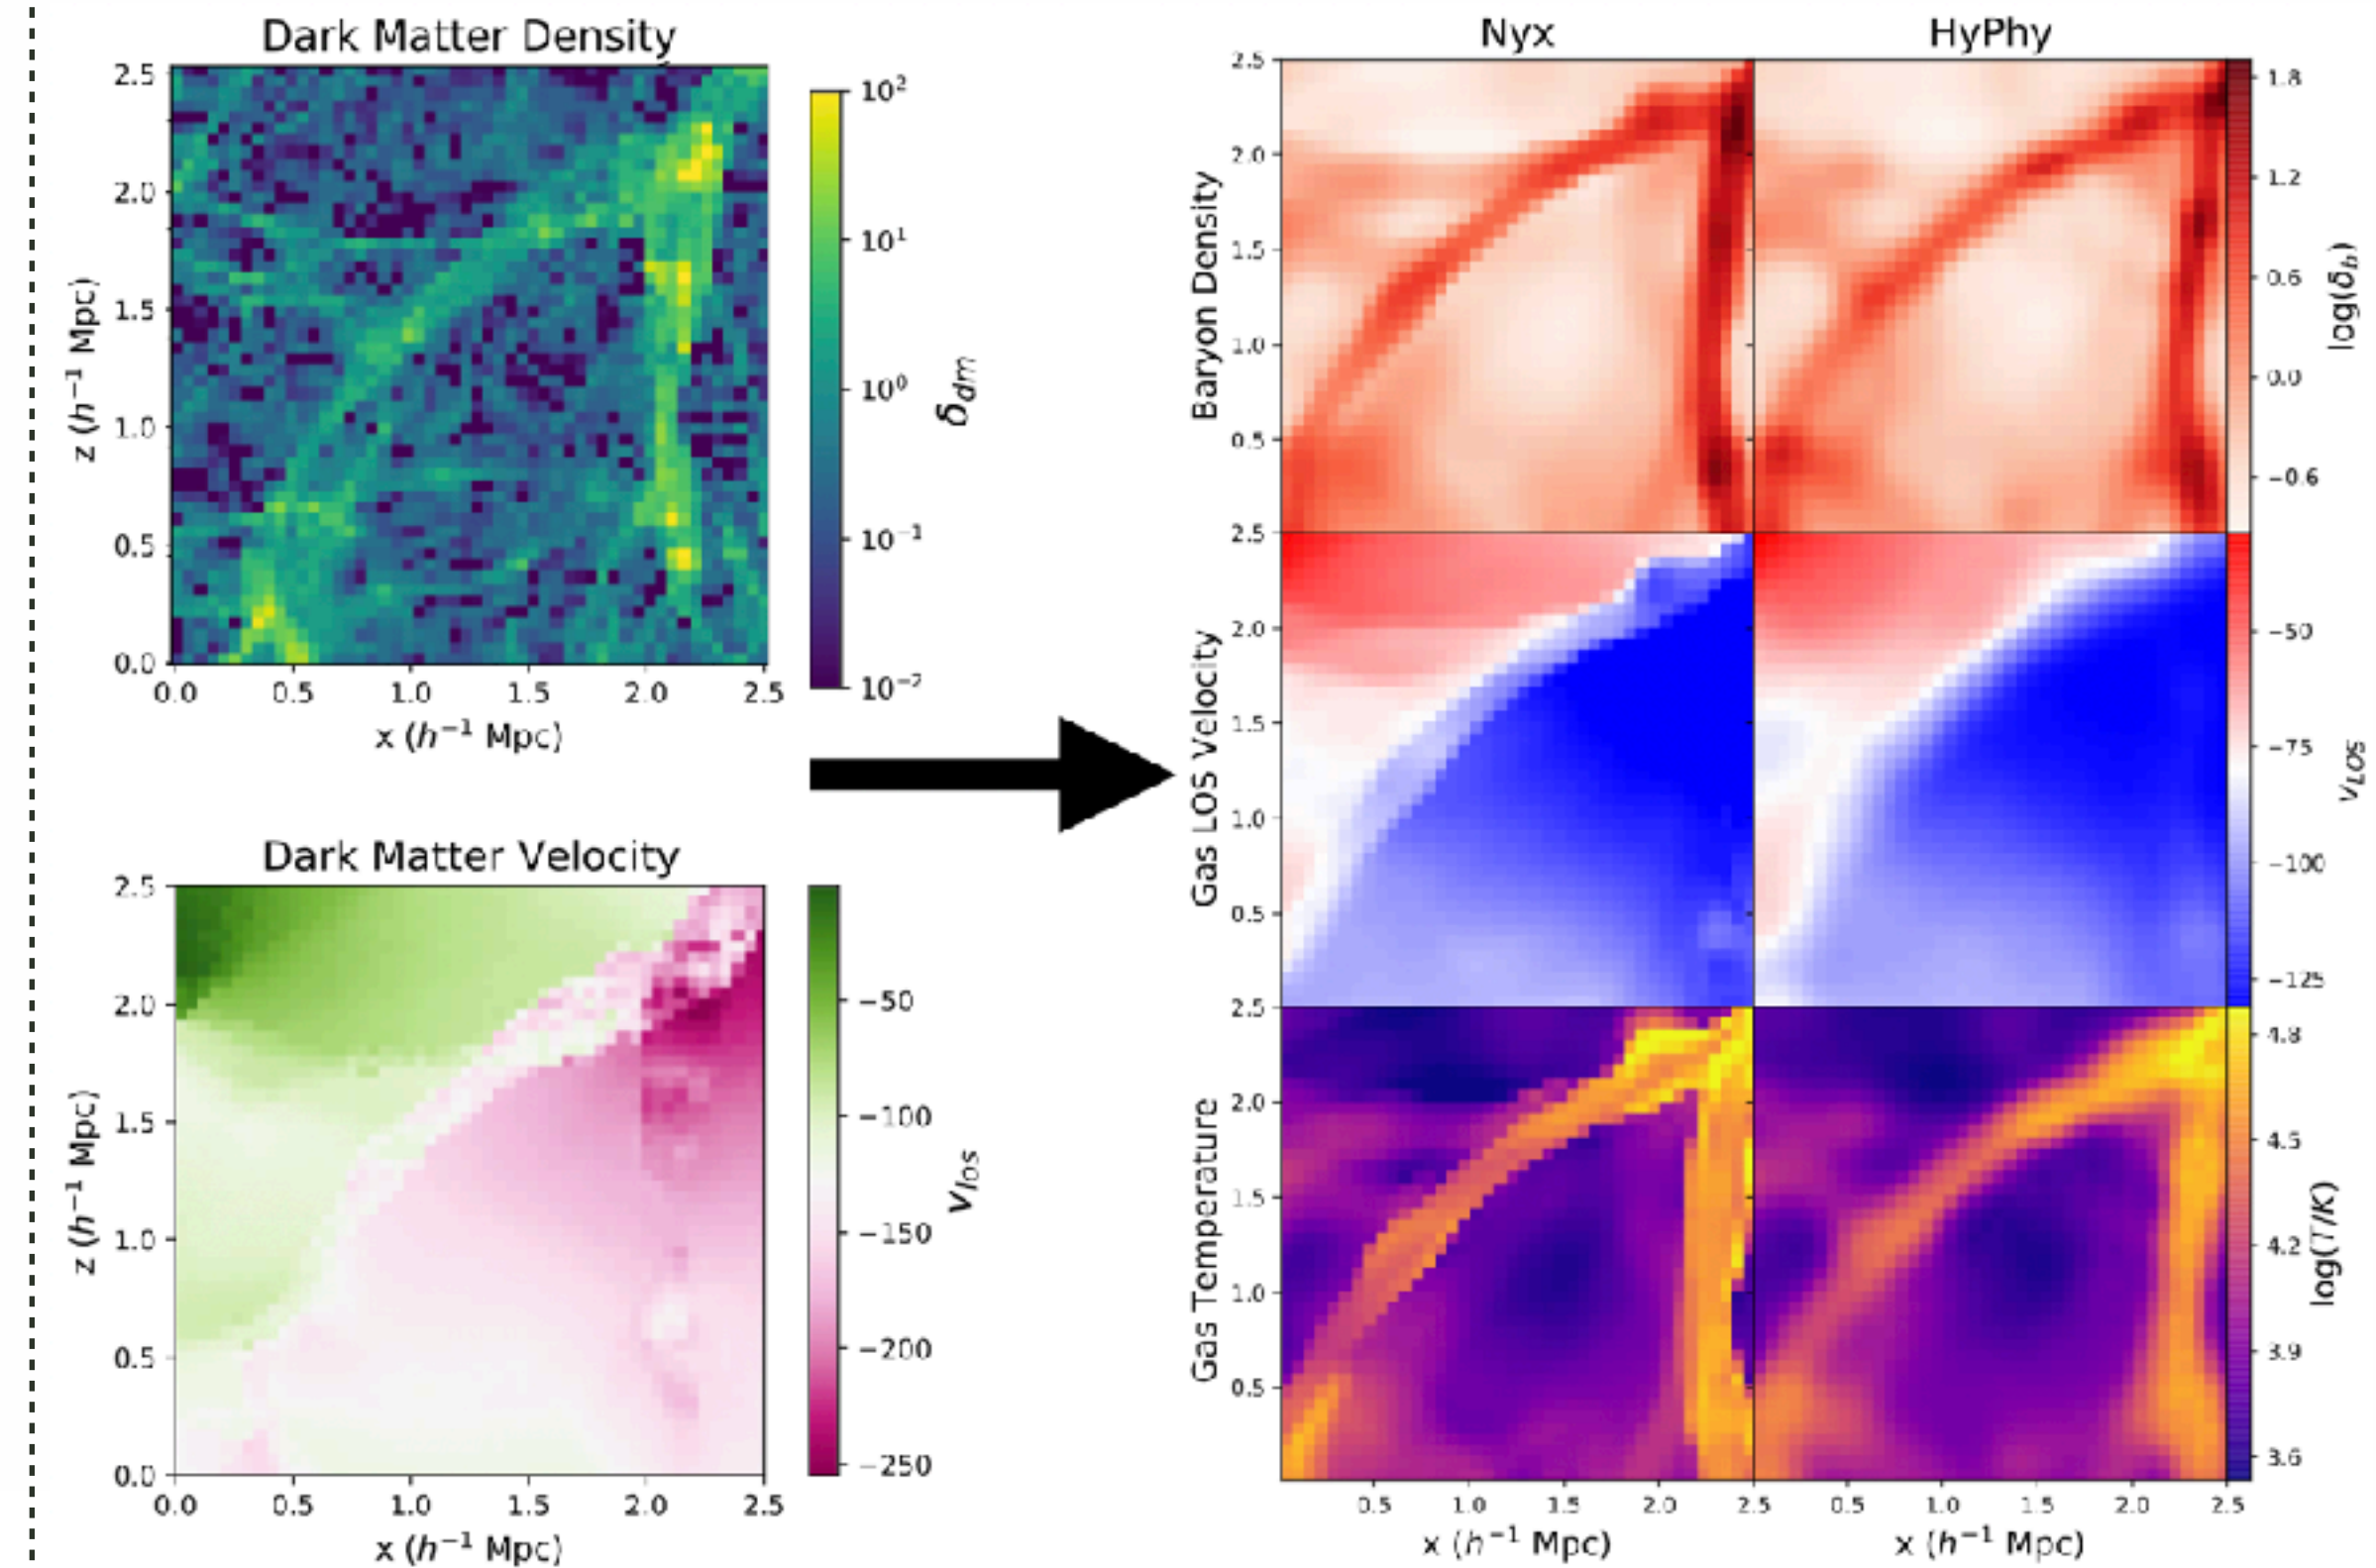 Dark Matter Density
2.5
2.0
1.5
1.0
0.5
0.0
z (h⁻¹ Mpc)
0.0 0.5 1.0 1.5 2.0 2.5
x (h⁻¹ Mpc)
10²
10¹
10⁰
10⁻¹
10⁻²
δdm
Dark Matter Velocity
2.5
2.0
1.5
1.0
0.5
0.0
z (h⁻¹ Mpc)
0.0 0.5 1.0 1.5 2.0 2.5
x (h⁻¹ Mpc)
−50
−100
−150
−200
−250
vlos
Nyx HyPhy
Baryon Density
2.5
2.0
1.5
1.0
0.5
1.8
1.2
0.6
0.0
−0.6
log(δb)
Gas LOS Velocity
2.5
2.0
1.5
1.0
0.5
−50
−75
−100
−125
vLOS
Gas Temperature
2.5
2.0
1.5
1.0
0.5
4.8
4.5
4.2
3.9
3.6
log(T/K)
0.5 1.0 1.5 2.0 2.5 0.5 1.0 1.5 2.0 2.5
x (h⁻¹ Mpc) x (h⁻¹ Mpc)